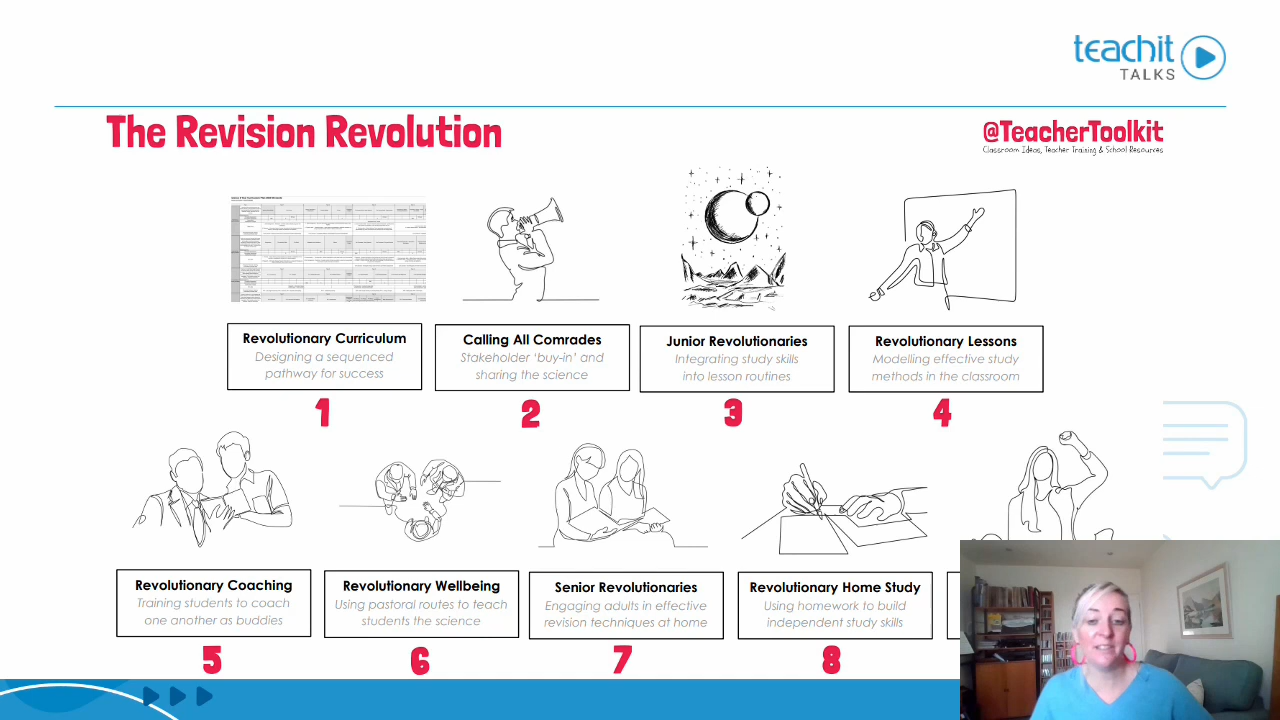 teachit
TALKS
The Revision Revolution
@TeacherToolkit
Classroom Ideas, Teacher Training & School Resources
Revolutionary Curriculum
Designing a sequenced
pathway for success
1
Calling All Comrades
Stakeholder ‘buy-in’ and
sharing the science
2
Junior Revolutionaries
Integrating study skills
into lesson routines
3
Revolutionary Lessons
Modelling effective study
methods in the classroom
4
Revolutionary Coaching
Training students to coach
one another as buddies
5
Revolutionary Wellbeing
Using pastoral routes to teach
students the science
6
Senior Revolutionaries
Engaging adults in effective
revision techniques at home
7
Revolutionary Home Study
Using homework to build
independent study skills
8